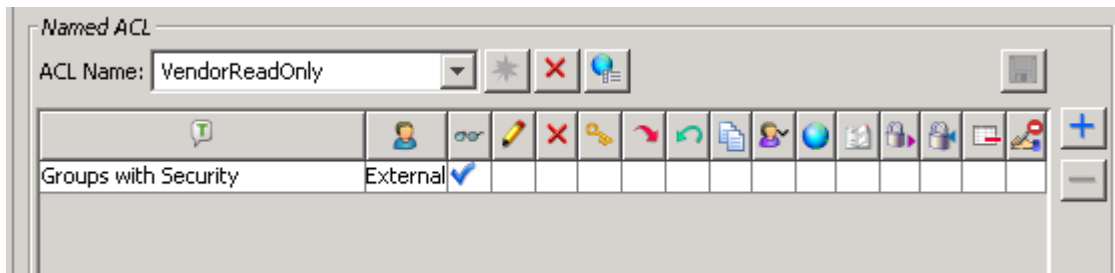 Named ACL
ACL Name: VendorReadOnly
T
Groups with Security External